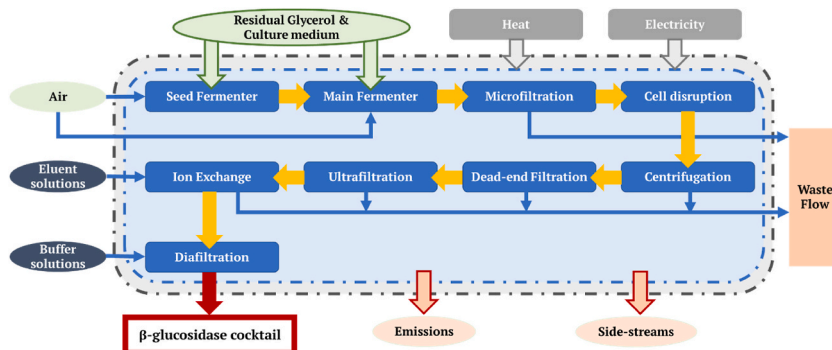 Residual Glycerol &
Culture medium
Heat
Electricity
Air
Seed Fermenter
Main Fermenter
Microfiltration
Cell disruption
Eluent
solutions
Ion Exchange
Ultrafiltration
Dead-end Filtration
Centrifugation
Waste
Flow
Buffer
solutions
Diafiltration
β-glucosidase cocktail
Emissions
Side-streams